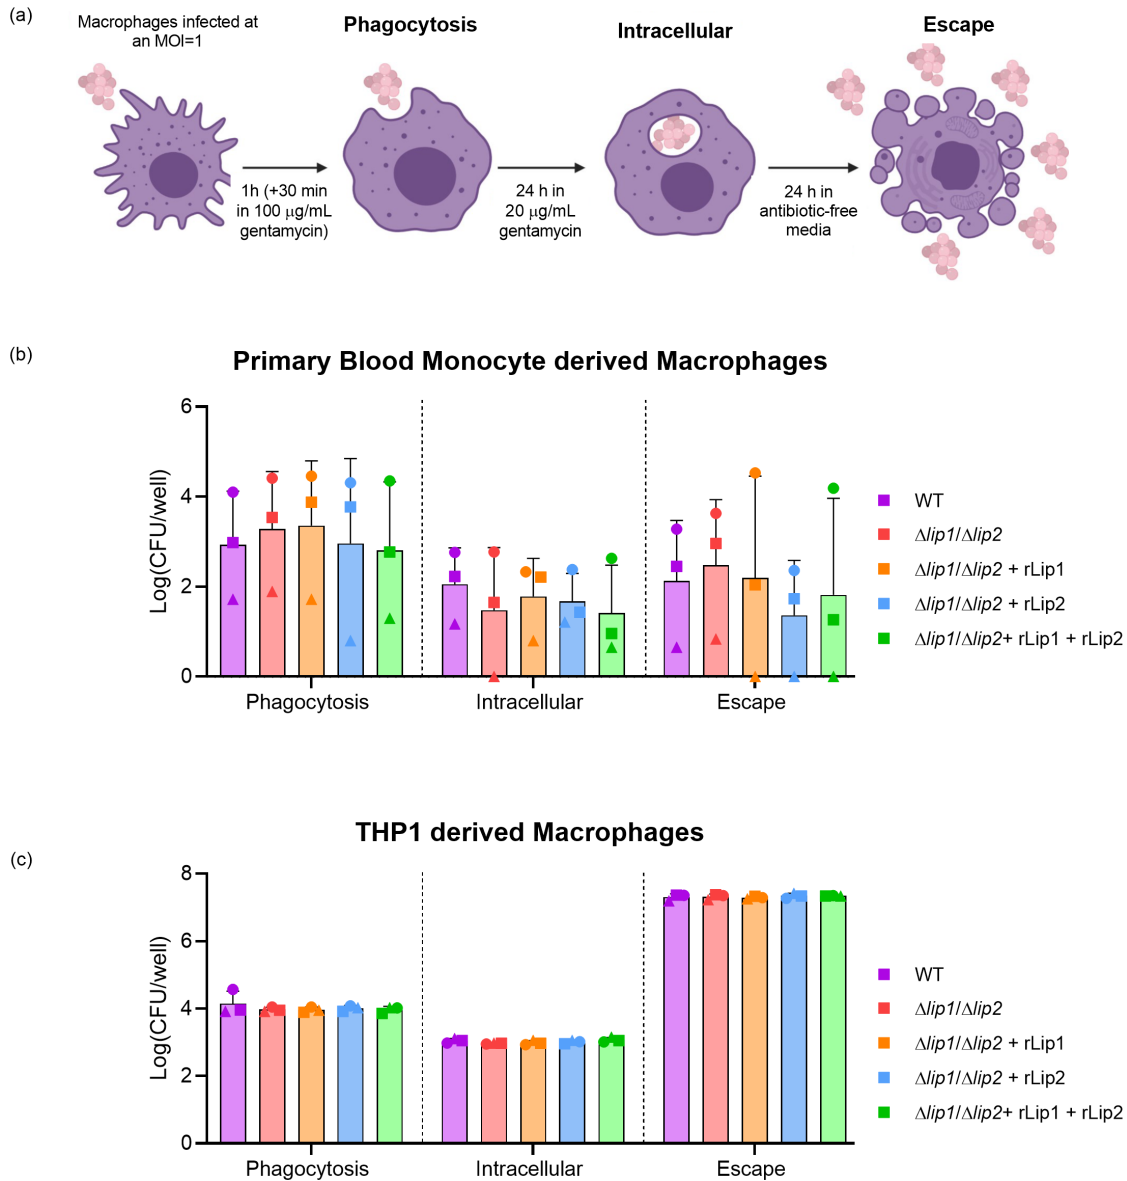 (a)
Macrophages infected at
an MOI=1
Phagocytosis
Intracellular
Escape
1h (+30 min
in 100 µg/mL
gentamycin)
24 h in
20 µg/mL
gentamycin
24 h in
antibiotic-free
media
(b)
Primary Blood Monocyte derived Macrophages
Log(CFU/well)
6
4
2
0
Phagocytosis
Intracellular
Escape
WT
Δlip1/Δlip2
Δlip1/Δlip2 + rLip1
Δlip1/Δlip2 + rLip2
Δlip1/Δlip2+ rLip1 + rLip2
(c)
THP1 derived Macrophages
Log(CFU/well)
8
6
4
2
0
Phagocytosis
Intracellular
Escape
WT
Δlip1/Δlip2
Δlip1/Δlip2 + rLip1
Δlip1/Δlip2 + rLip2
Δlip1/Δlip2+ rLip1 + rLip2